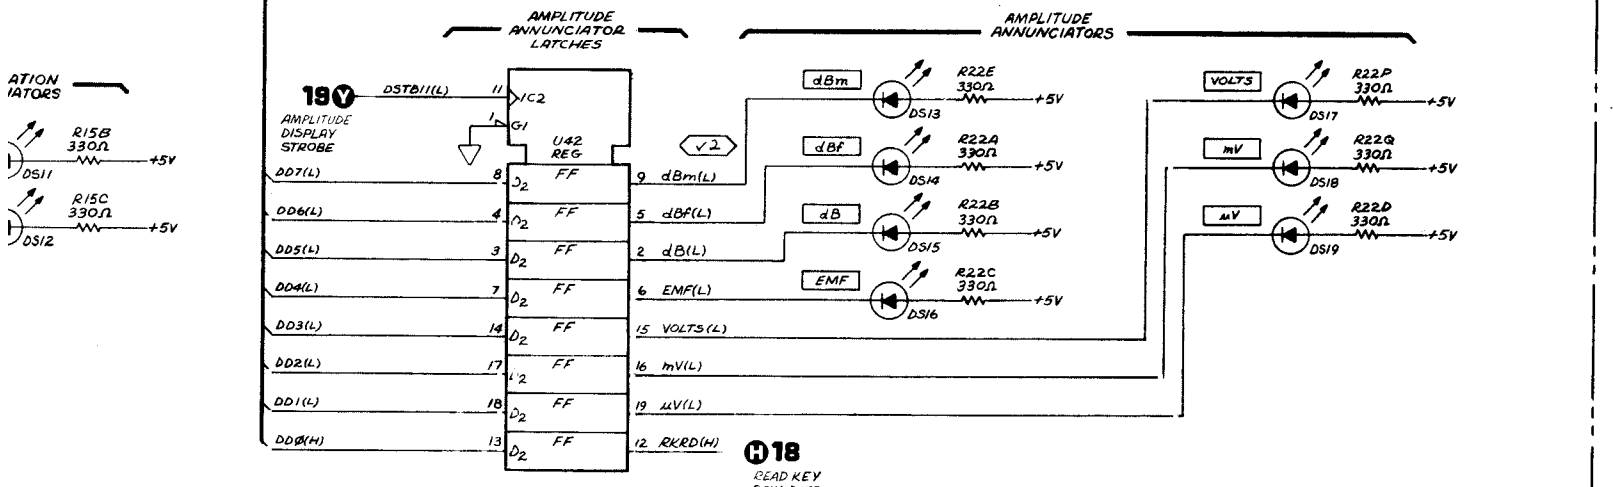 AMPLITUDE
ANNUNCIATOR
LATCHES
AMPLITUDE
ANNUNCIATORS
ATION
IATORS
R15B
330Ω
+5V
DS11
R15C
330Ω
+5V
DS12
19 Y
DSTB11(L)
11
1C2
AMPLITUDE
DISPLAY
STROBE
1
G1
U42
REG
√2
DD7(L) 8 D2 FF 9 dBm(L)
DD6(L) 4 D2 FF 5 dBf(L)
DD5(L) 3 D2 FF 2 dB(L)
DD4(L) 7 D2 FF 6 EMF(L)
DD3(L) 14 D2 FF 15 VOLTS(L)
DD2(L) 17 D2 FF 16 mV(L)
DD1(L) 18 D2 FF 19 μV(L)
DDØ(H) 13 D2 FF 12 RKRD(H)
H 18
READ KEY
dBm
DS13
R22E
330Ω
+5V
dBf
DS14
R22A
330Ω
+5V
dB
DS15
R22B
330Ω
+5V
EMF
DS16
R22C
330Ω
+5V
VOLTS
DS17
R22P
330Ω
+5V
mV
DS18
R22Q
330Ω
+5V
μV
DS19
R22D
330Ω
+5V